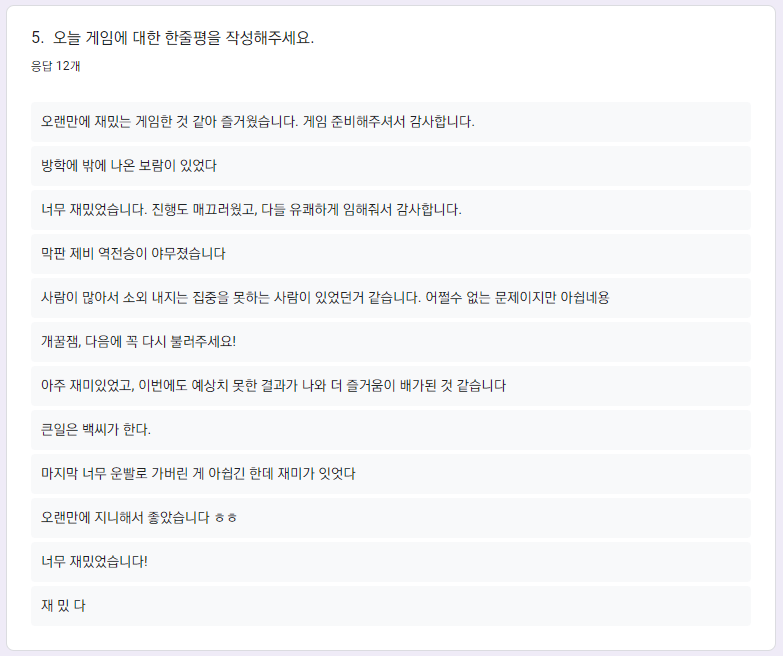 5. 오늘 게임에 대한 한줄평을 작성해주세요.
응답 12개
오랜만에 재밌는 게임한 것 같아 즐거웠습니다. 게임 준비해주셔서 감사합니다.
방학에 밖에 나온 보람이 있었다
너무 재밌었습니다. 진행도 매끄러웠고, 다들 유쾌하게 임해줘서 감사합니다.
막판 제비 역전승이 야무졌습니다
사람이 많아서 소외 내지는 집중을 못하는 사람이 있었던거 같습니다. 어쩔수 없는 문제이지만 아쉽네용
개꿀잼, 다음에 꼭 다시 불러주세요!
아주 재미있었고, 이번에도 예상치 못한 결과가 나와 더 즐거움이 배가된 것 같습니다
큰일은 백씨가 한다.
마지막 너무 운빨로 가버린 게 아쉽긴 한데 재미가 잇엇다
오랜만에 지니해서 좋았습니다 ㅎㅎ
너무 재밌었습니다!
재 밌 다